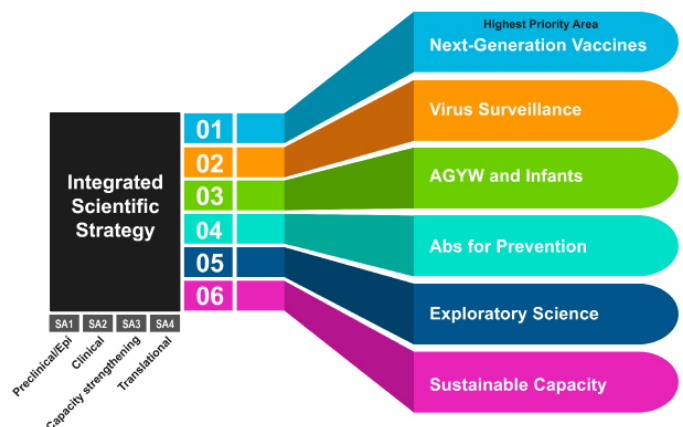 Highest Priority Area
Next-Generation Vaccines
01
Virus Surveillance
02
Integrated
Scientific
Strategy
03
AGYW and Infants
04
Abs for Prevention
05
Exploratory Science
06
Sustainable Capacity
SA1
SA2
SA3
SA4
Preclinical/Epi
Clinical
Capacity strengthening
Translational